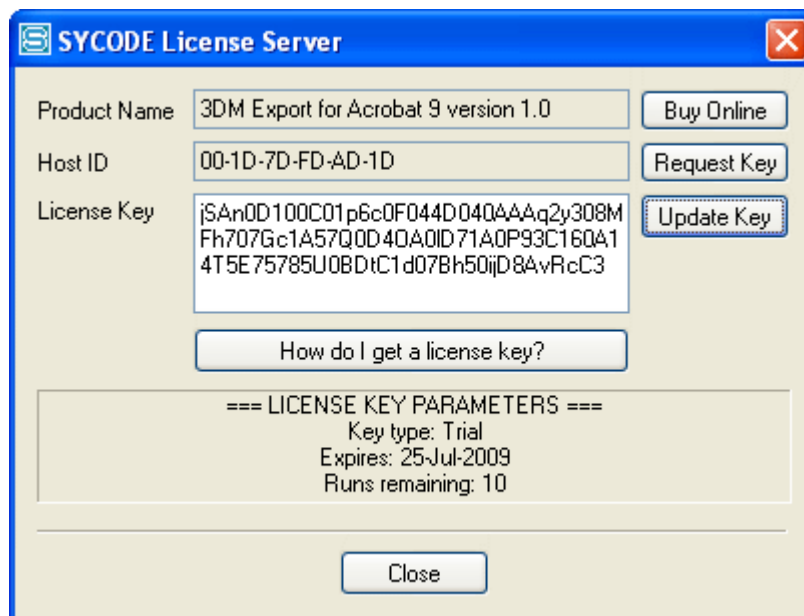 SYCODE License Server
Product Name
3DM Export for Acrobat 9 version 1.0
Buy Online
Host ID
00-1D-7D-FD-AD-1D
Request Key
License Key
jSAn0D100C01p6c0F044D040AAAq2y308M
Fh707Gc1A57Q0D4OA0ID71A0P93C160A1
4T5E75785U0BDtC1d07Bh50ijD8AvRcC3
Update Key
How do I get a license key?
=== LICENSE KEY PARAMETERS ===
Key type: Trial
Expires: 25-Jul-2009
Runs remaining: 10
Close